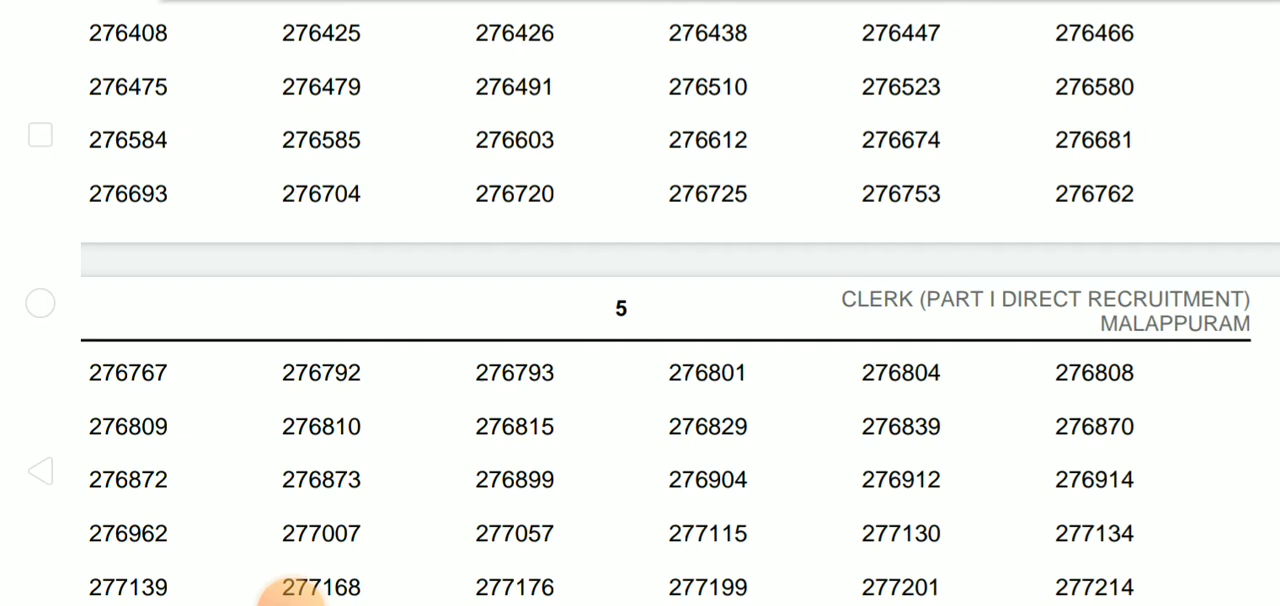 276408 276425 276426 276438 276447 276466
276475 276479 276491 276510 276523 276580
276584 276585 276603 276612 276674 276681
276693 276704 276720 276725 276753 276762
5 CLERK (PART I DIRECT RECRUITMENT)
MALAPPURAM
276767 276792 276793 276801 276804 276808
276809 276810 276815 276829 276839 276870
276872 276873 276899 276904 276912 276914
276962 277007 277057 277115 277130 277134
277139 277168 277176 277199 277201 277214